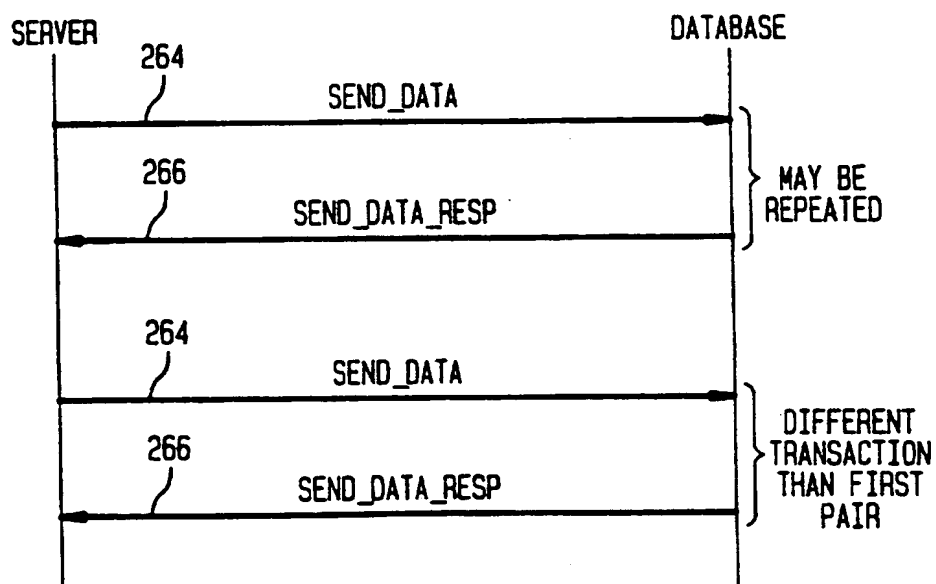 SERVER
DATABASE
264
SEND_DATA
266
SEND_DATA_RESP
MAY BE
REPEATED
264
SEND_DATA
266
SEND_DATA_RESP
DIFFERENT
TRANSACTION
THAN FIRST
PAIR